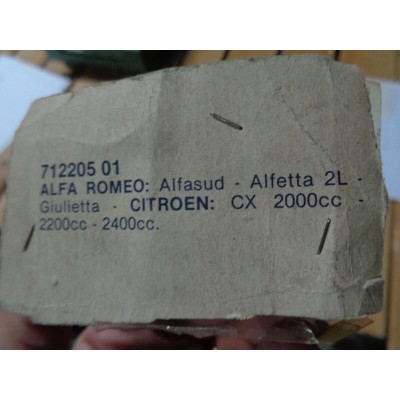 712205 01
ALFA ROMEO: Alfasud - Alfetta 2L -
Giulietta - CITROEN: CX 2000cc -
2200cc - 2400cc.